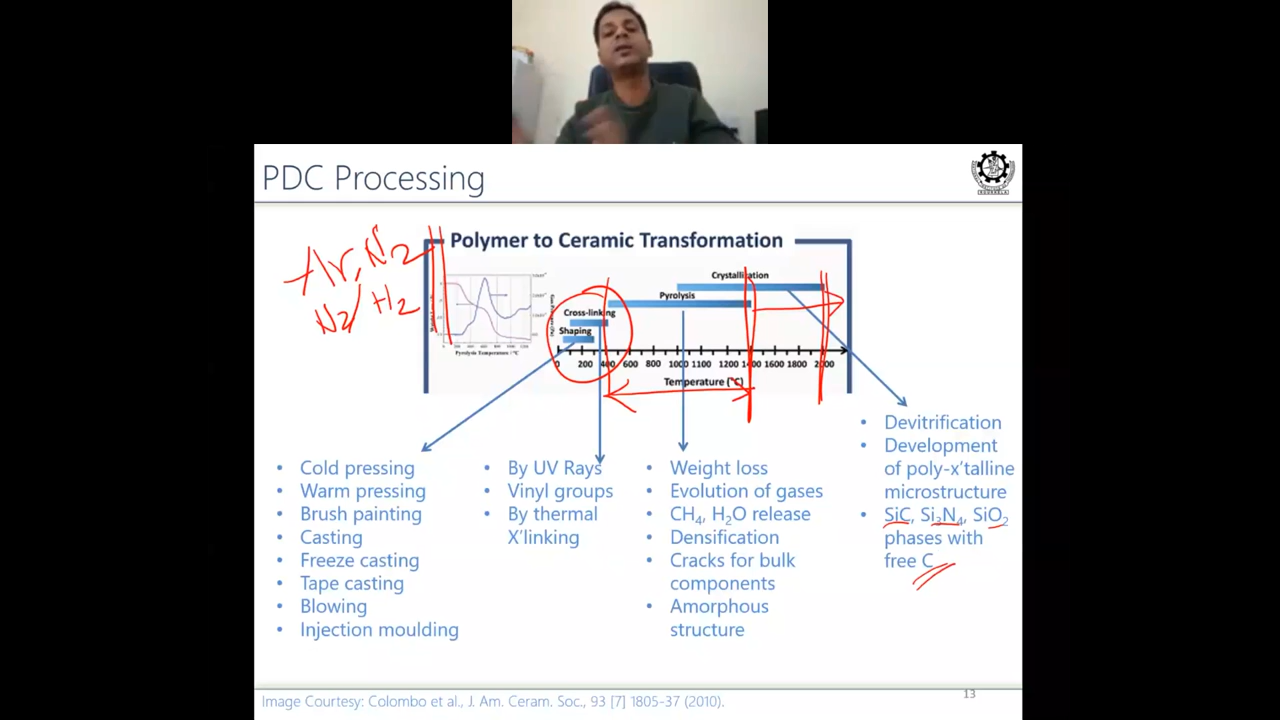 PDC Processing
Polymer to Ceramic Transformation
Ar, N2
N2/H2
Crystallization
Pyrolysis
Cross-linking
Shaping
Pyrolysis Temperature / °C
0 200 400 600 800 1000 1200 1400 1600 1800 2000
Temperature (°C)
• Cold pressing
• Warm pressing
• Brush painting
• Casting
• Freeze casting
• Tape casting
• Blowing
• Injection moulding
• By UV Rays
• Vinyl groups
• By thermal
X'linking
• Weight loss
• Evolution of gases
• CH₄, H₂O release
• Densification
• Cracks for bulk
components
• Amorphous
structure
• Devitrification
• Development
of poly-x'talline
microstructure
• SiC, Si₃N₄, SiO₂
phases with
free C
Image Courtesy: Colombo et al., J. Am. Ceram. Soc., 93 [7] 1805-37 (2010).
13